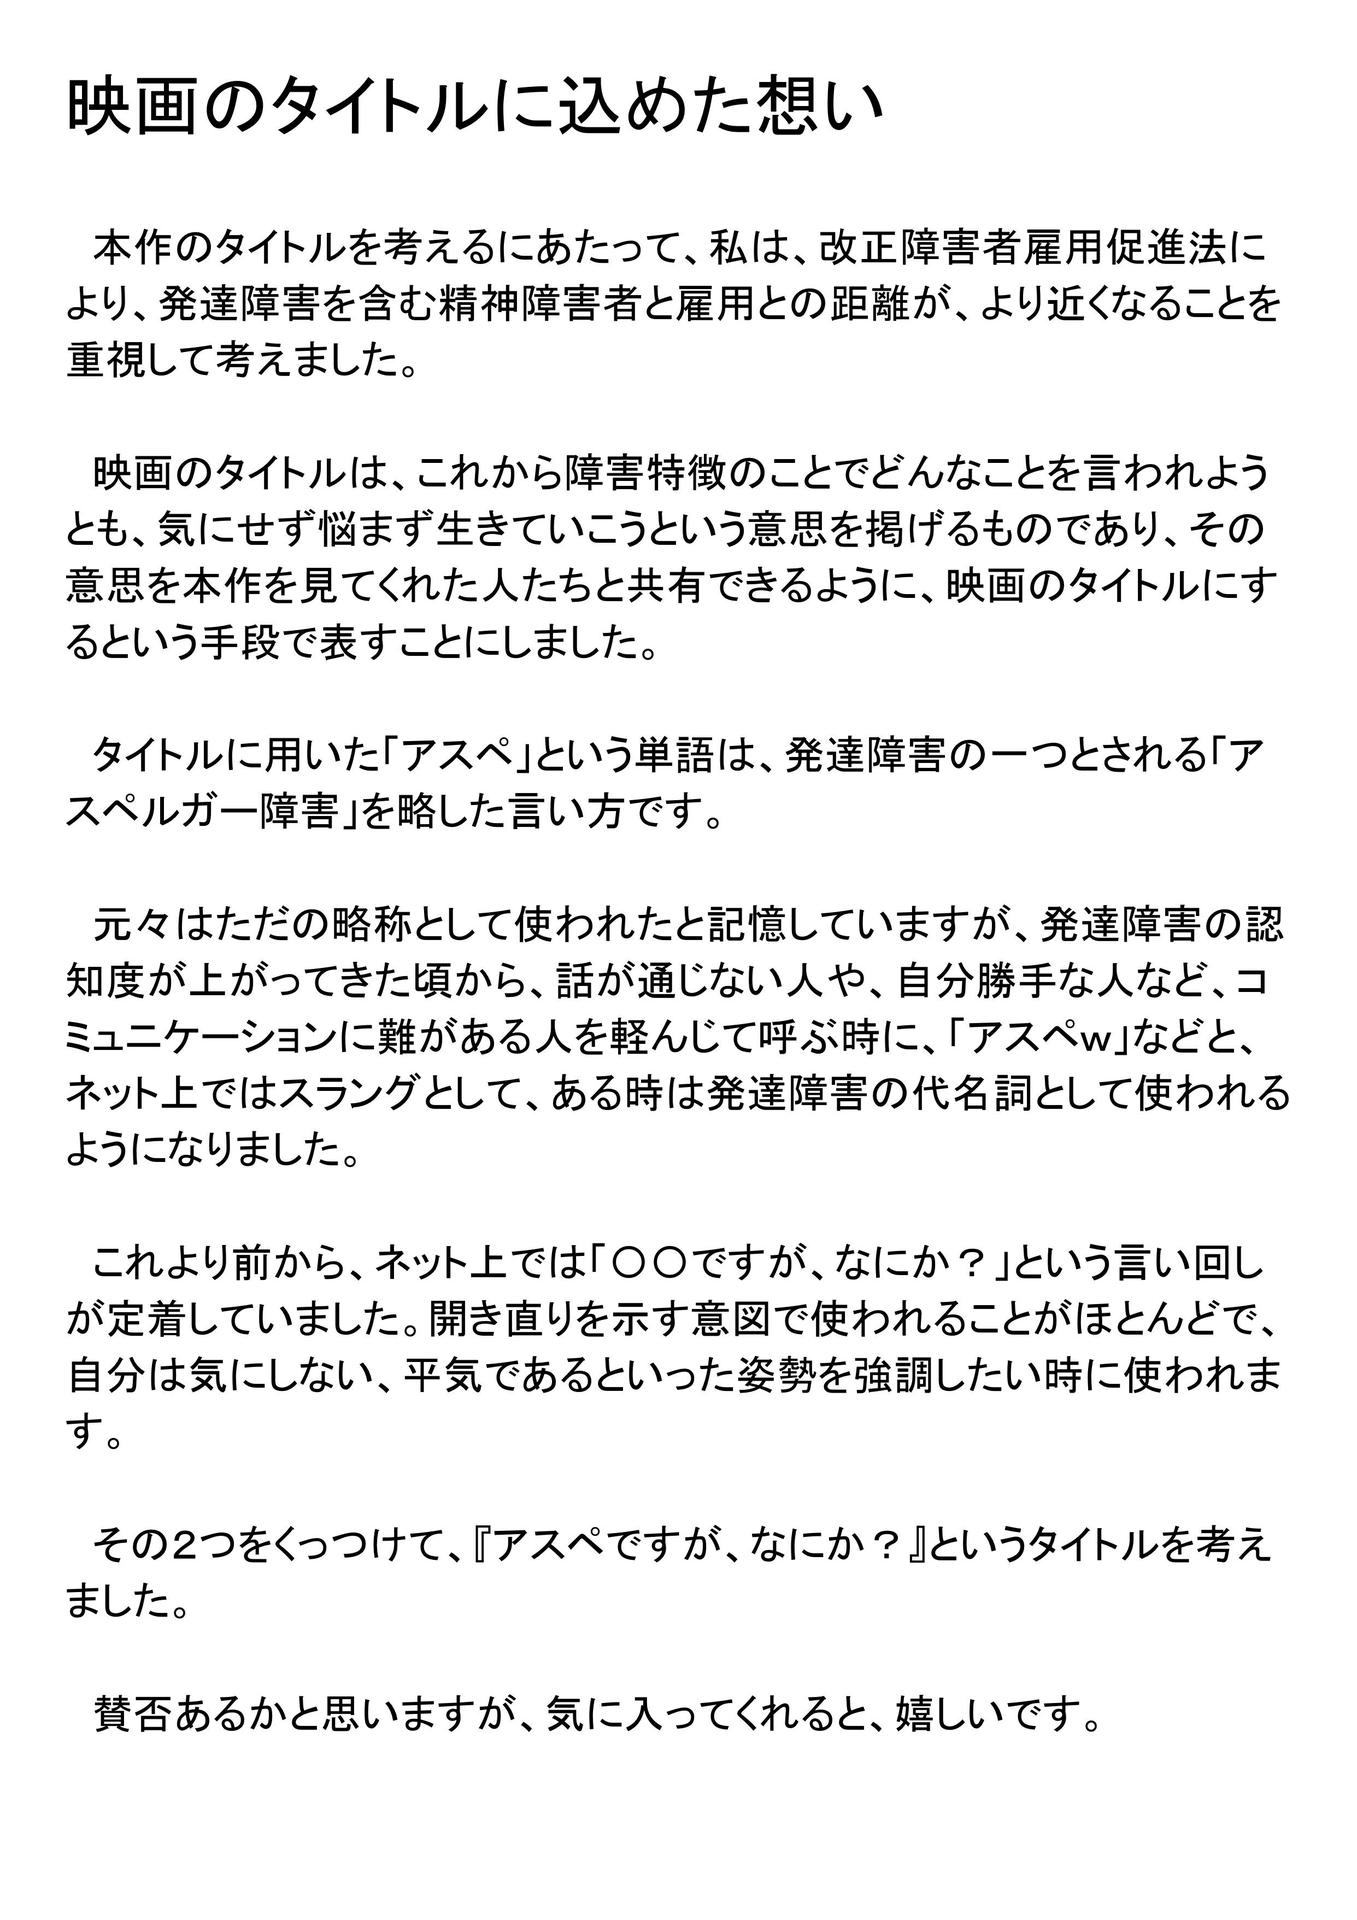 映画のタイトルに込めた想い
本作のタイトルを考えるにあたって、私は、改正障害者雇用促進法に
より、発達障害を含む精神障害者と雇用との距離が、より近くなることを
重視して考えました。
映画のタイトルは、これから障害特徴のことでどんなことを言われよう
とも、気にせず悩まず生きていこうという意思を掲げるものであり、その
意思を本作を見てくれた人たちと共有できるように、映画のタイトルにす
るという手段で表すことにしました。
タイトルに用いた「アスペ」という単語は、発達障害の一つとされる「ア
スペルガー障害」を略した言い方です。
元々はただの略称として使われたと記憶していますが、発達障害の認
知度が上がってきた頃から、話が通じない人や、自分勝手な人など、コ
ミュニケーションに難がある人を軽んじて呼ぶ時に、「アスペｗ」などと、
ネット上ではスラングとして、ある時は発達障害の代名詞として使われる
ようになりました。
これより前から、ネット上では「〇〇ですが、なにか？」という言い回し
が定着していました。開き直りを示す意図で使われることがほとんどで、
自分は気にしない、平気であるといった姿勢を強調したい時に使われま
す。
その２つをくっつけて、『アスペですが、なにか？』というタイトルを考え
ました。
賛否あるかと思いますが、気に入ってくれると、嬉しいです。